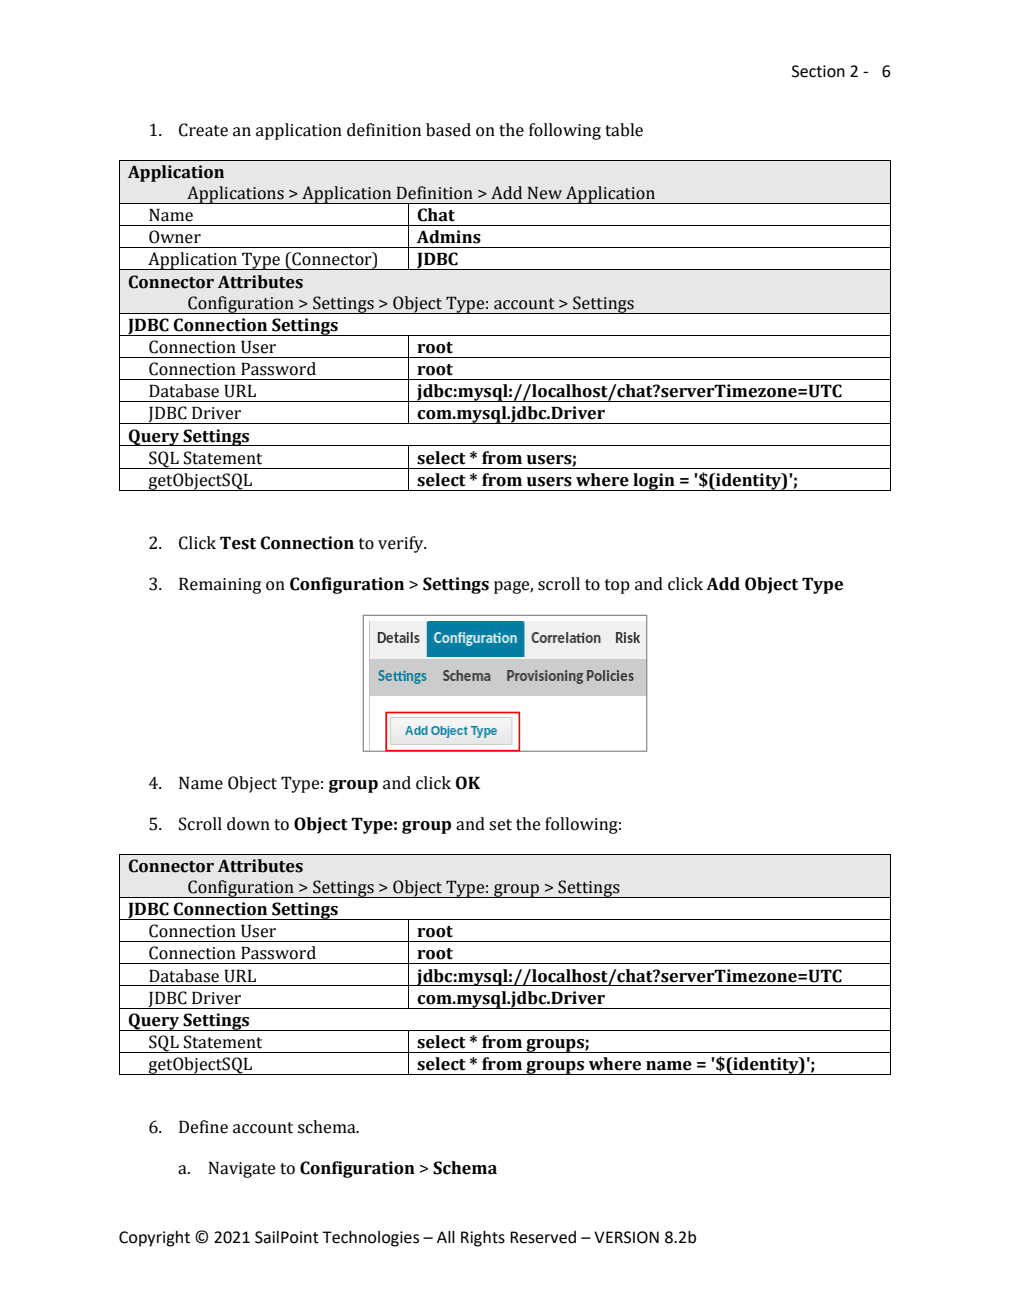 Section 2 - 6
1. Create an application definition based on the following table
Application
Applications > Application Definition > Add New Application
Name Chat
Owner Admins
Application Type (Connector) JDBC
Connector Attributes
Configuration > Settings > Object Type: account > Settings
JDBC Connection Settings
Connection User root
Connection Password root
Database URL jdbc:mysql://localhost/chat?serverTimezone=UTC
JDBC Driver com.mysql.jdbc.Driver
Query Settings
SQL Statement select * from users;
getObjectSQL select * from users where login = '$(identity)';
2. Click Test Connection to verify.
3. Remaining on Configuration > Settings page, scroll to top and click Add Object Type
Details Configuration Correlation Risk
Settings Schema Provisioning Policies
Add Object Type
4. Name Object Type: group and click OK
5. Scroll down to Object Type: group and set the following:
Connector Attributes
Configuration > Settings > Object Type: group > Settings
JDBC Connection Settings
Connection User root
Connection Password root
Database URL jdbc:mysql://localhost/chat?serverTimezone=UTC
JDBC Driver com.mysql.jdbc.Driver
Query Settings
SQL Statement select * from groups;
getObjectSQL select * from groups where name = '$(identity)';
6. Define account schema.
a. Navigate to Configuration > Schema
Copyright © 2021 SailPoint Technologies – All Rights Reserved – VERSION 8.2b